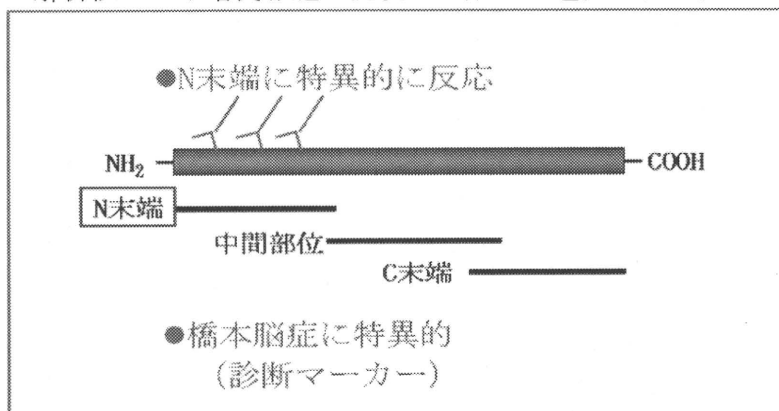 ●N末端に特異的に反応
NH₂
COOH
N末端
中間部位
C末端
●橋本脳症に特異的
(診断マーカー)